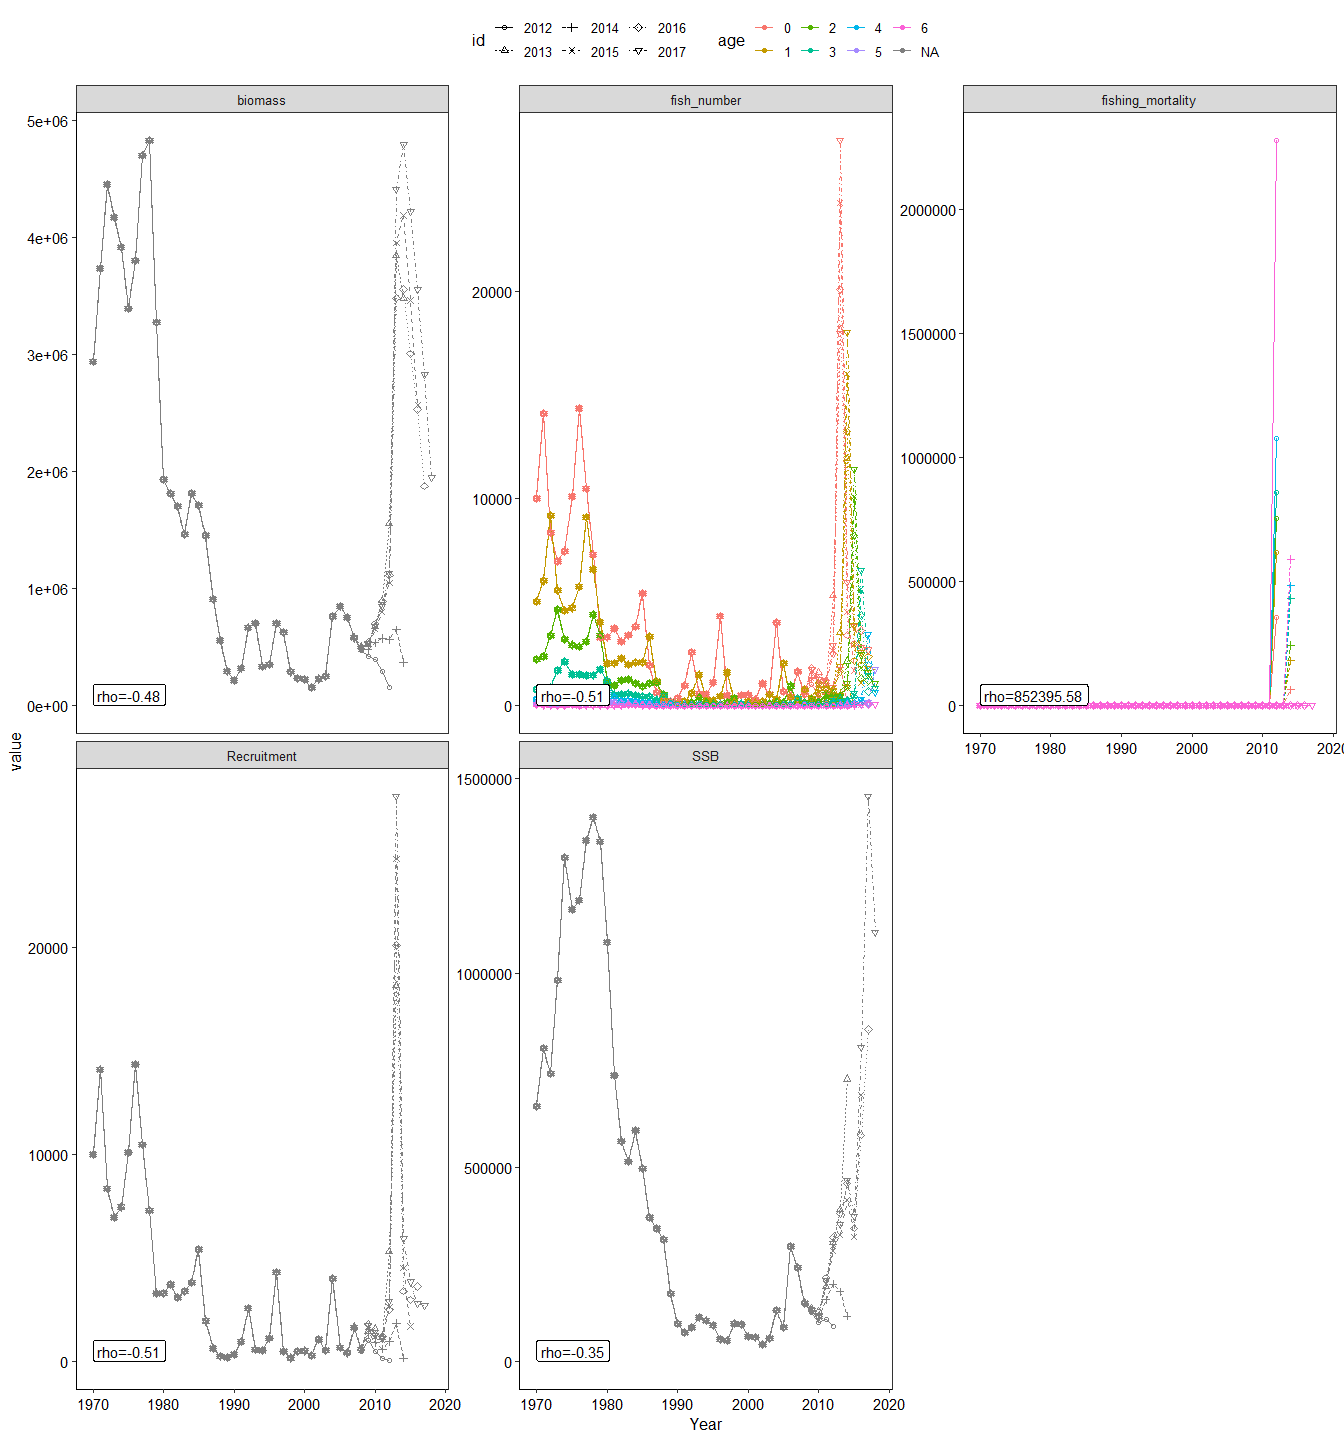 id 2012 2014 2016 age 0 2 4 6
2013 2015 2017 1 3 5 NA
biomass
fish_number
fishing_mortality
5e+06
4e+06
3e+06
2e+06
1e+06
0e+00
rho=-0.48
20000
10000
0
rho=-0.51
2000000
1500000
1000000
500000
0
rho=852395.58
1970 1980 1990 2000 2010 2020
value
Recruitment
SSB
20000
10000
0
rho=-0.51
1970 1980 1990 2000 2010 2020
1500000
1000000
500000
0
rho=-0.35
1970 1980 1990 2000 2010 2020
Year